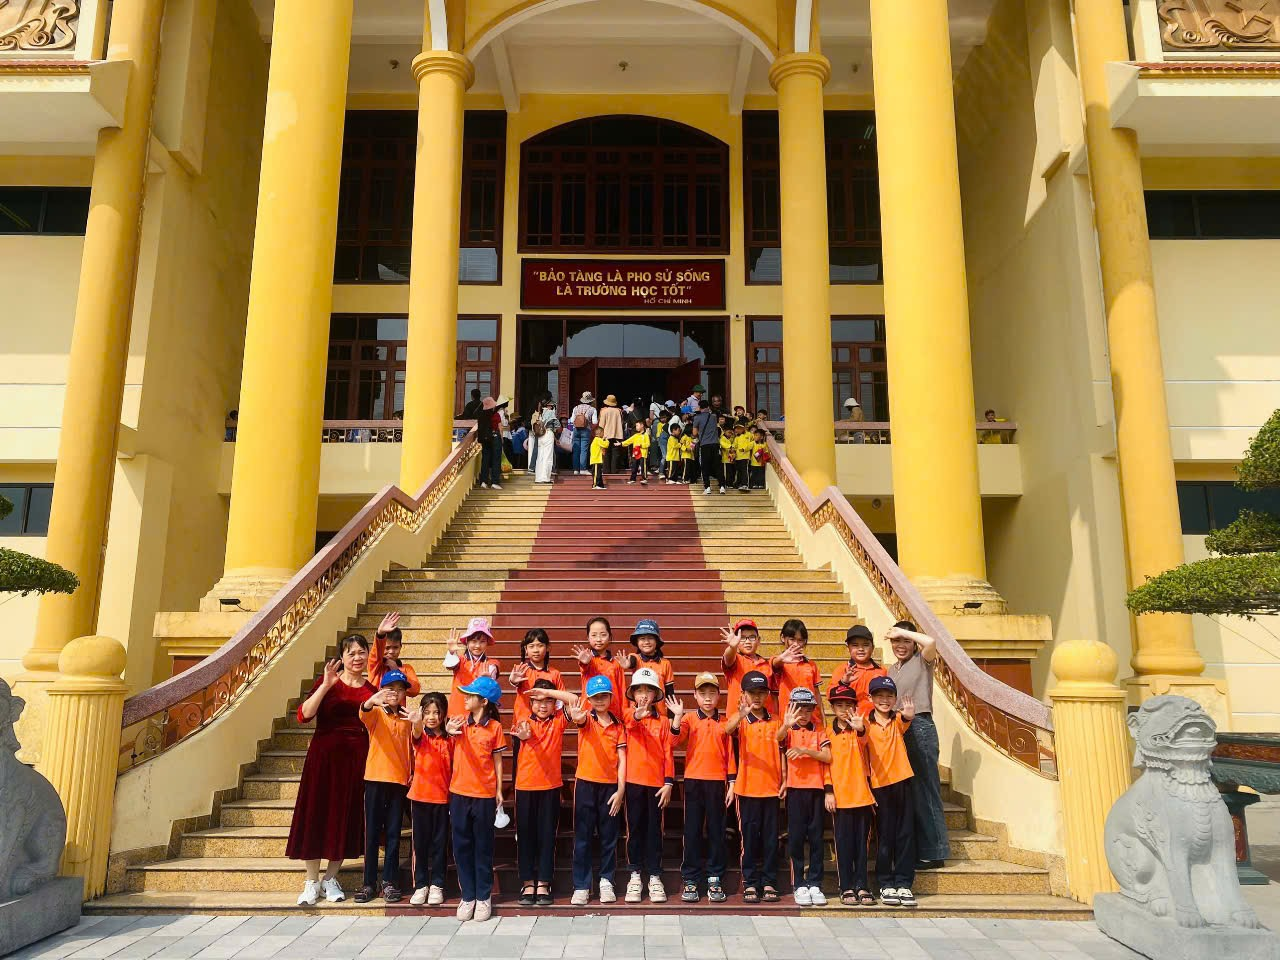 "BẢO TÀNG LÀ PHO SỬ SỐNG
LÀ TRƯỜNG HỌC TỐT"
HỒ CHÍ MINH